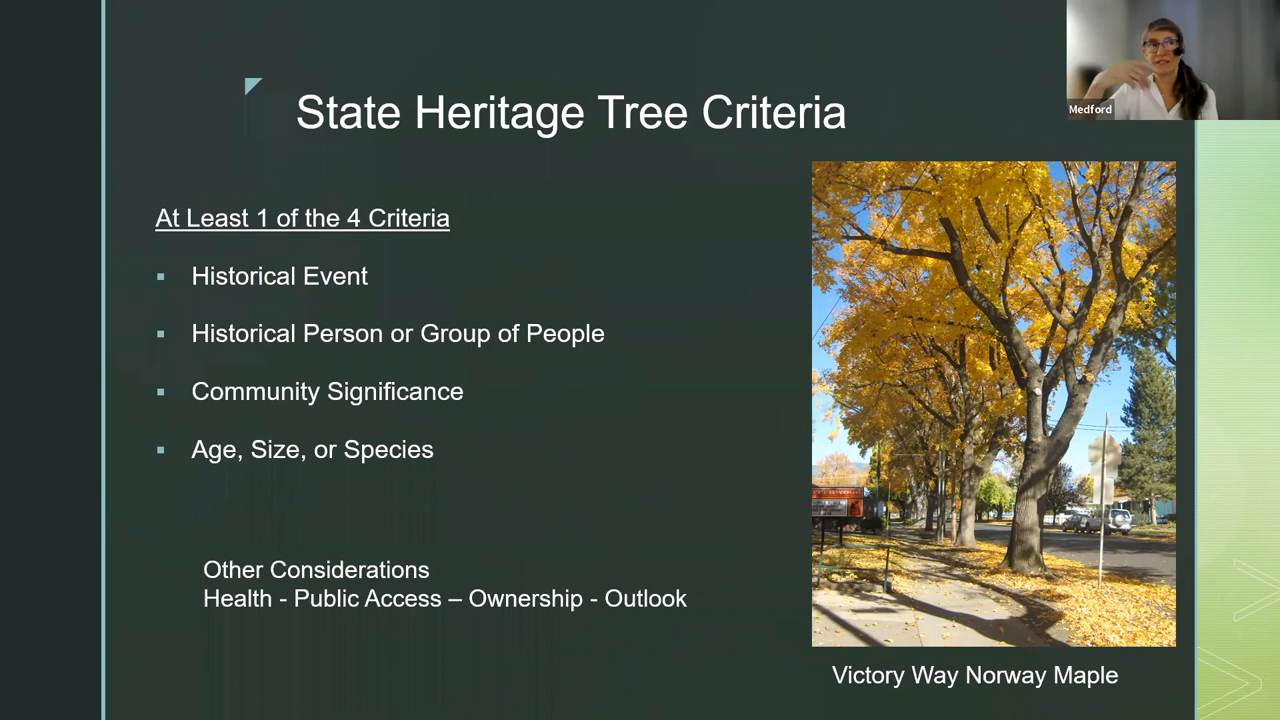 Medford
State Heritage Tree Criteria
At Least 1 of the 4 Criteria
Historical Event
Historical Person or Group of People
Community Significance
Age, Size, or Species
Other Considerations
Health - Public Access – Ownership - Outlook
Victory Way Norway Maple